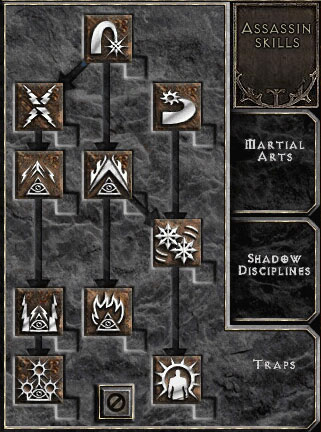 ASSASSIN
SKILLS
MARTIAL
ARTS
SHADOW
DISCIPLINES
TRAPS